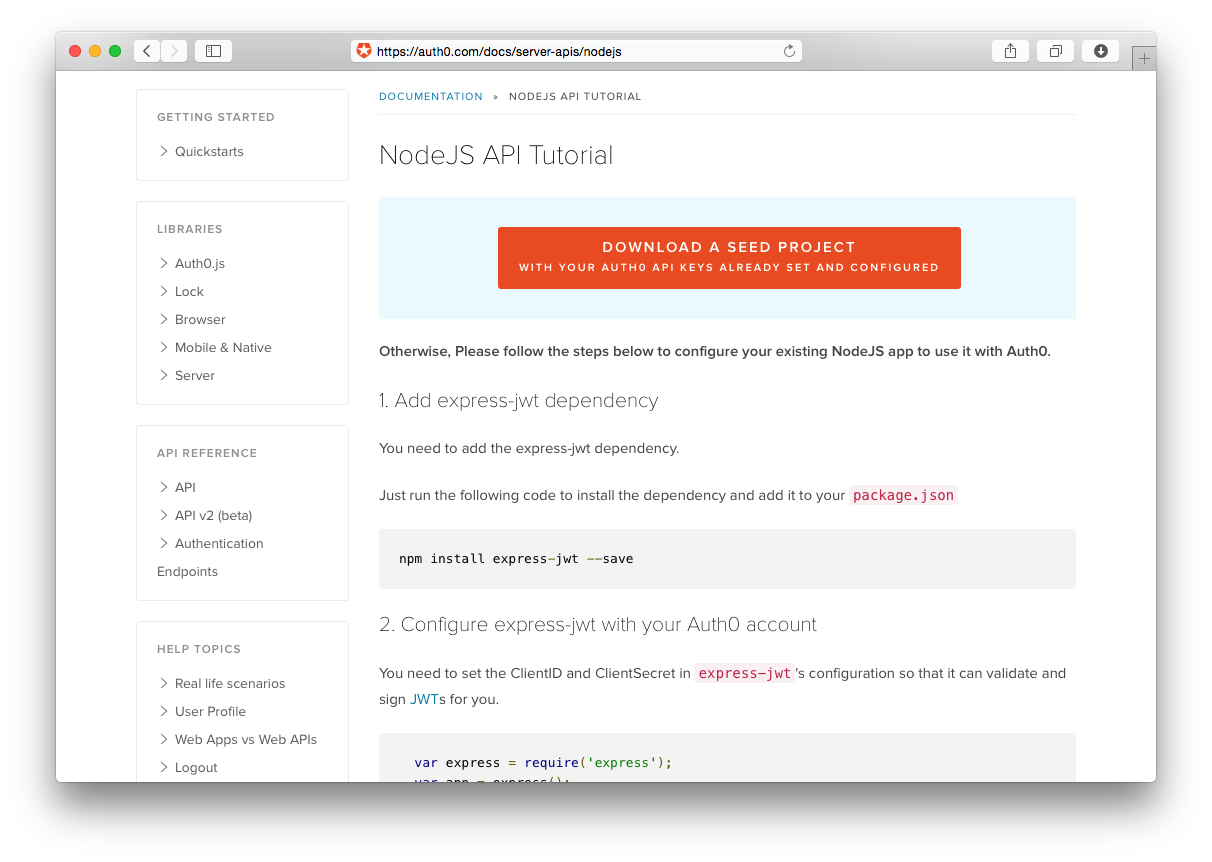 https://auth0.com/docs/server-apis/nodejs
GETTING STARTED
Quickstarts
LIBRARIES
Auth0.js
Lock
Browser
Mobile & Native
Server
API REFERENCE
API
API v2 (beta)
Authentication
Endpoints
HELP TOPICS
Real life scenarios
User Profile
Web Apps vs Web APIs
Logout
DOCUMENTATION » NODEJS API TUTORIAL
NodeJS API Tutorial
DOWNLOAD A SEED PROJECT
WITH YOUR AUTH0 API KEYS ALREADY SET AND CONFIGURED
Otherwise, Please follow the steps below to configure your existing NodeJS app to use it with Auth0.
1. Add express-jwt dependency
You need to add the express-jwt dependency.
Just run the following code to install the dependency and add it to your package.json
npm install express-jwt --save
2. Configure express-jwt with your Auth0 account
You need to set the ClientID and ClientSecret in express-jwt's configuration so that it can validate and
sign JWTs for you.
var express = require('express');
var app = express();